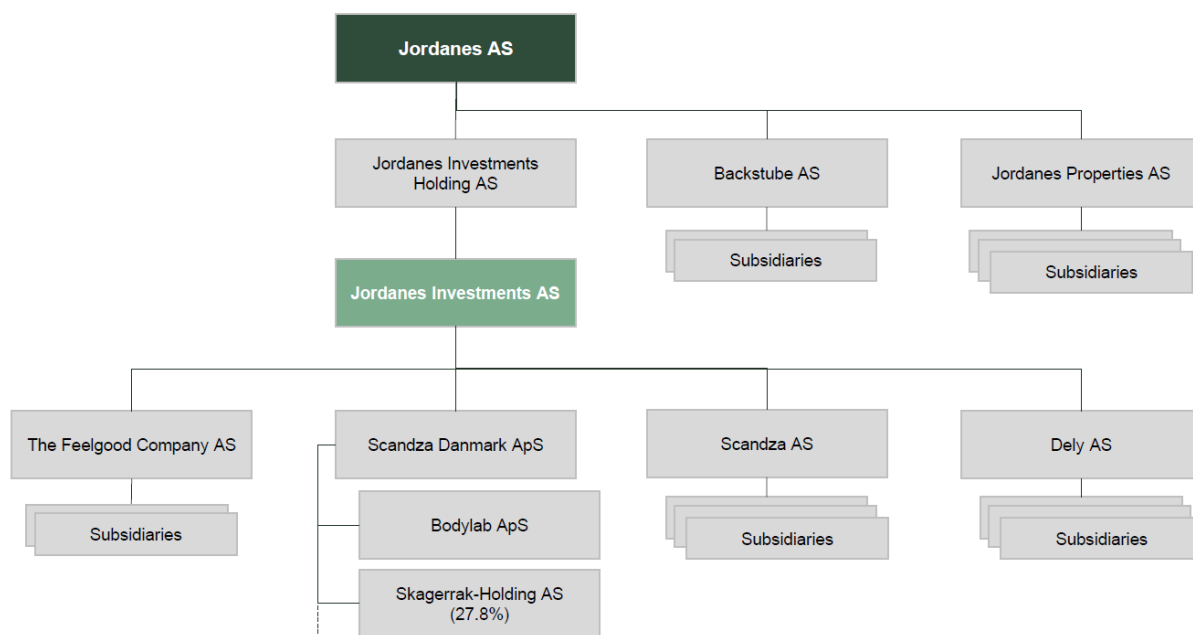 Jordanes AS
Jordanes Investments
Holding AS
Backstube AS
Jordanes Properties AS
Subsidiaries
Subsidiaries
Jordanes Investments AS
The Feelgood Company AS
Scandza Danmark ApS
Scandza AS
Dely AS
Subsidiaries
Bodylab ApS
Subsidiaries
Subsidiaries
Skagerrak-Holding AS
(27.8%)